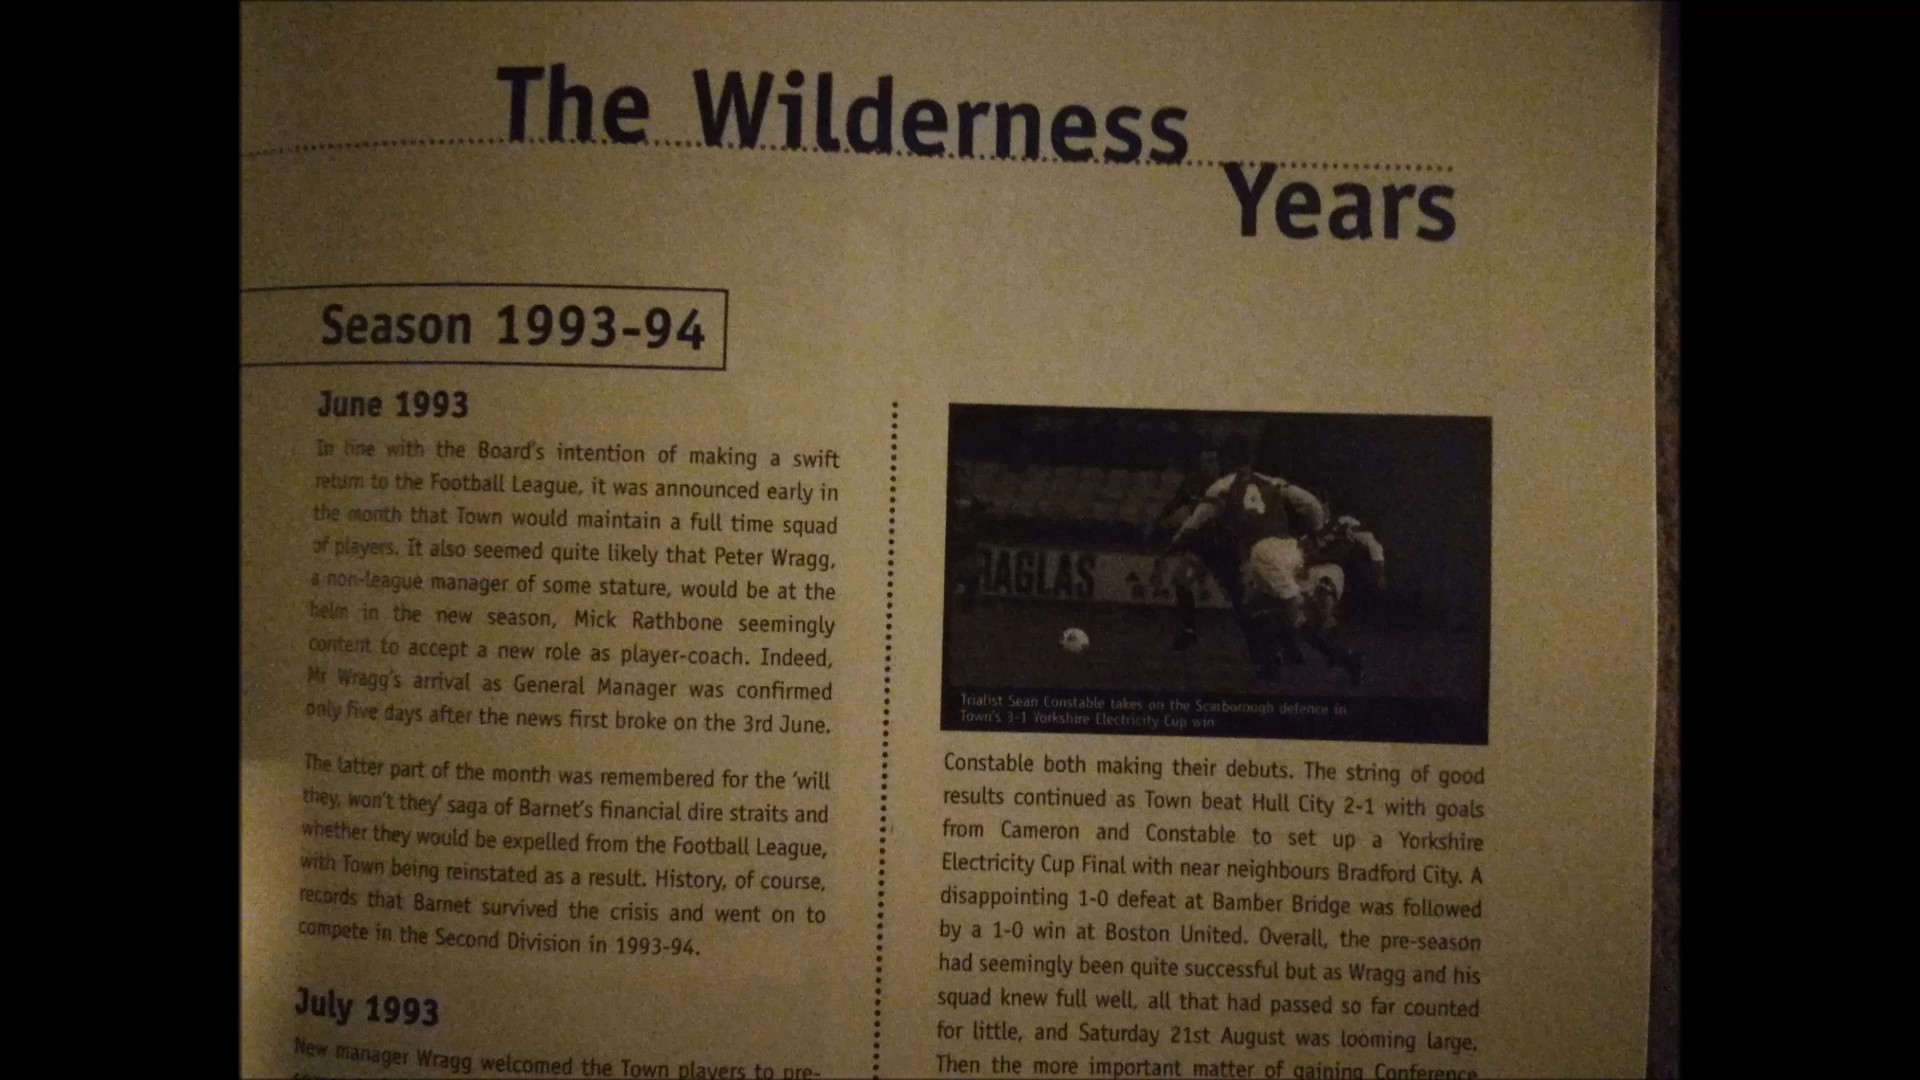 The Wilderness
Years
Season 1993-94
June 1993
In line with the Board's intention of making a swift
return to the Football League, it was announced early in
the month that Town would maintain a full time squad
of players. It also seemed quite likely that Peter Wragg,
a non-league manager of some stature, would be at the
helm in the new season, Mick Rathbone seemingly
content to accept a new role as player-coach. Indeed,
Mr Wragg's arrival as General Manager was confirmed
only five days after the news first broke on the 3rd June.
The latter part of the month was remembered for the 'will
they, won't they' saga of Barnet's financial dire straits and
whether they would be expelled from the Football League,
with Town being reinstated as a result. History, of course,
records that Barnet survived the crisis and went on to
compete in the Second Division in 1993-94.
July 1993
New manager Wragg welcomed the Town players to pre-
4
RAGLAS
Trialist Sean Constable takes on the Scarborough defence in
Town's 3-1 Yorkshire Electricity Cup win
Constable both making their debuts. The string of good
results continued as Town beat Hull City 2-1 with goals
from Cameron and Constable to set up a Yorkshire
Electricity Cup Final with near neighbours Bradford City. A
disappointing 1-0 defeat at Bamber Bridge was followed
by a 1-0 win at Boston United. Overall, the pre-season
had seemingly been quite successful but as Wragg and his
squad knew full well, all that had passed so far counted
for little, and Saturday 21st August was looming large.
Then the more important matter of gaining Conference